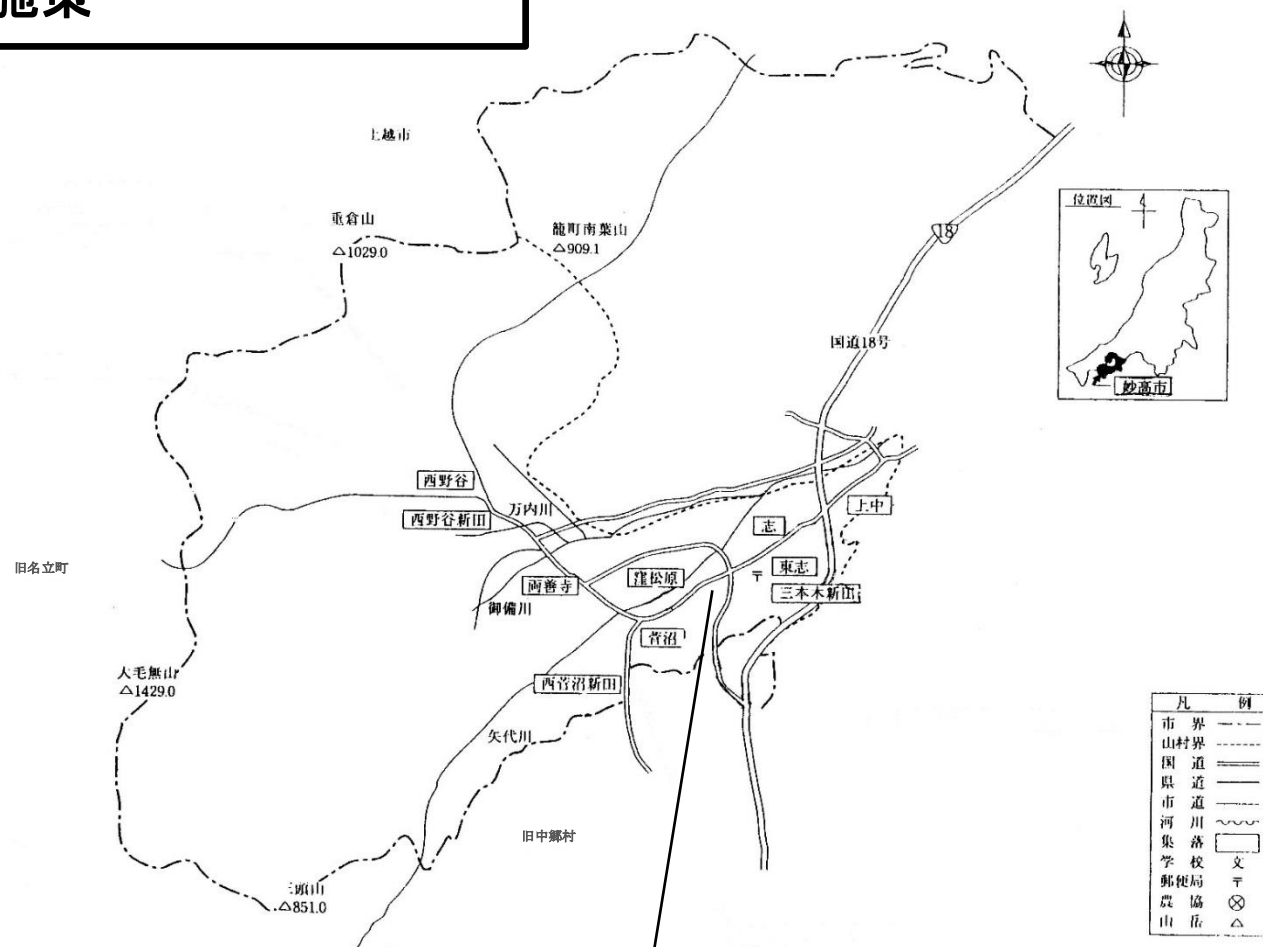 施策
上越市
重倉山
△1029.0
籠町南葉山
△909.1
18
国道18号
位置図
妙高市
西野谷
西野谷新田
万内川
上中
志
東志
〒
三本木新田
窪松原
両善寺
御備川
菅沼
西菅沼新田
旧名立町
大毛無山
△1429.0
矢代川
旧中郷村
三頭山
△851.0
凡 例
市 界
山村界
国 道
県 道
市 道
河 川
集 落
学 校 文
郵便局 〒
農 協
山 岳 △